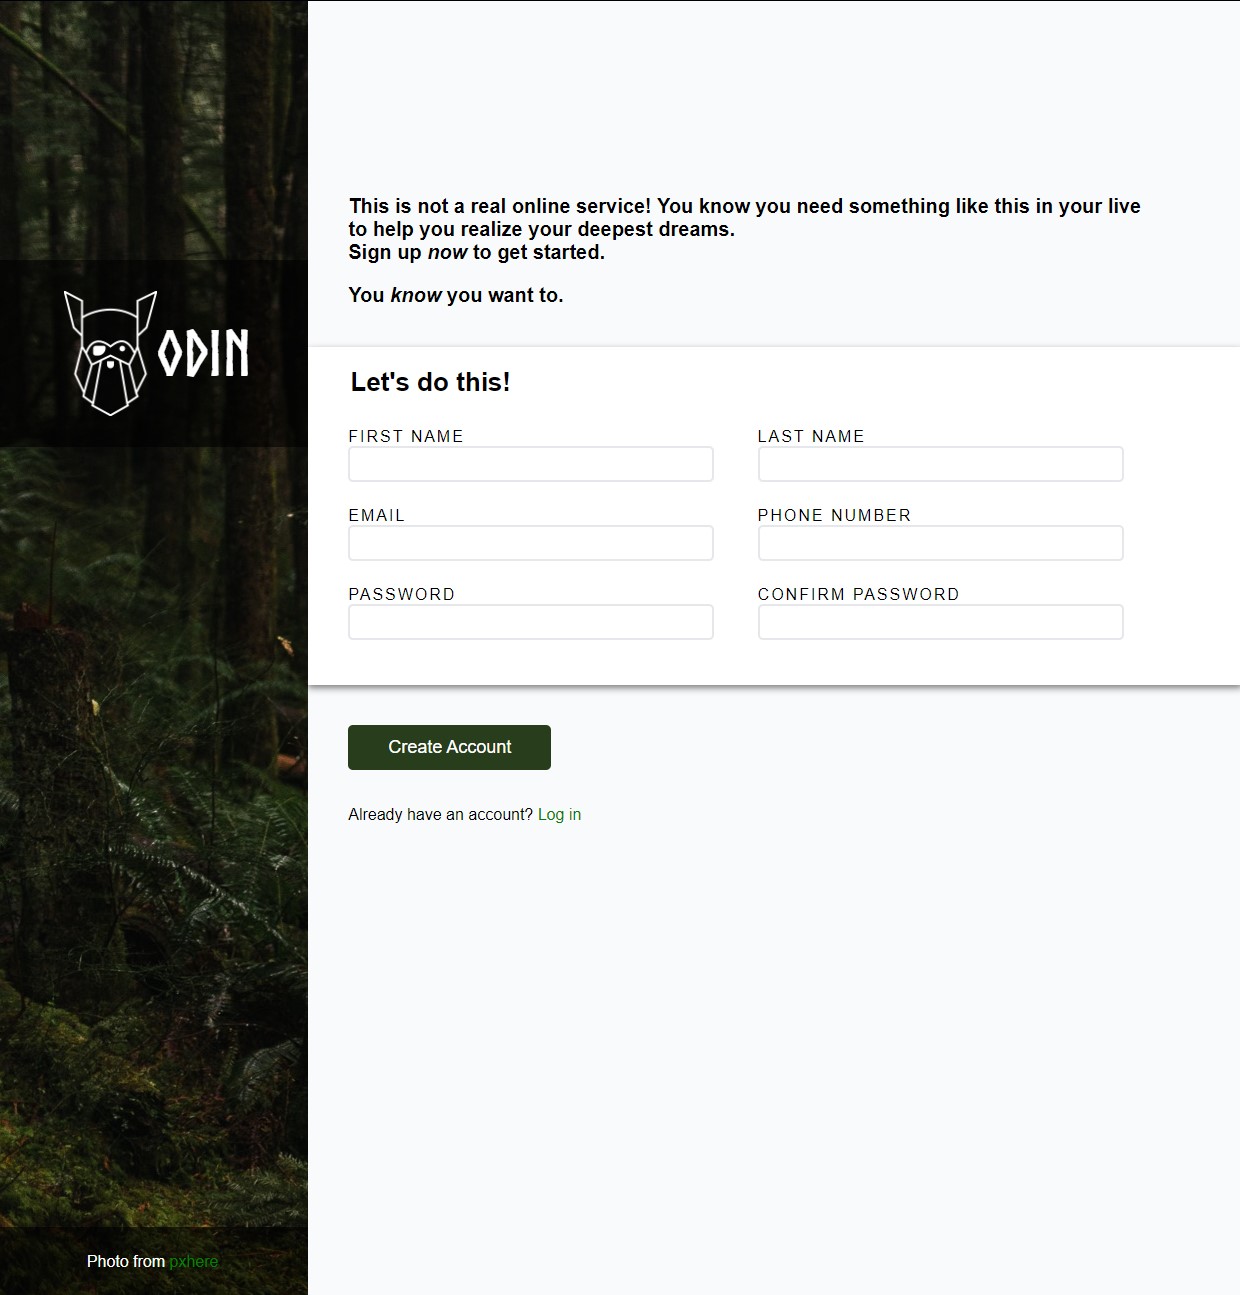 ODIN
This is not a real online service! You know you need something like this in your live
to help you realize your deepest dreams.
Sign up now to get started.
You know you want to.
Let's do this!
FIRST NAME
LAST NAME
EMAIL
PHONE NUMBER
PASSWORD
CONFIRM PASSWORD
Create Account
Already have an account? Log in
Photo from pxhere